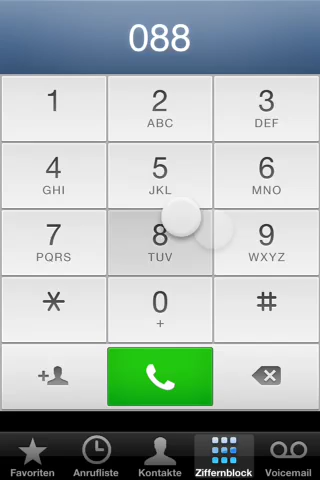 088
1 2 3
ABC DEF
4 5 6
GHI JKL MNO
7 8 9
PQRS TUV WXYZ
* 0 #
+
+
Favoriten Anrufliste Kontakte Ziffernblock Voicemail